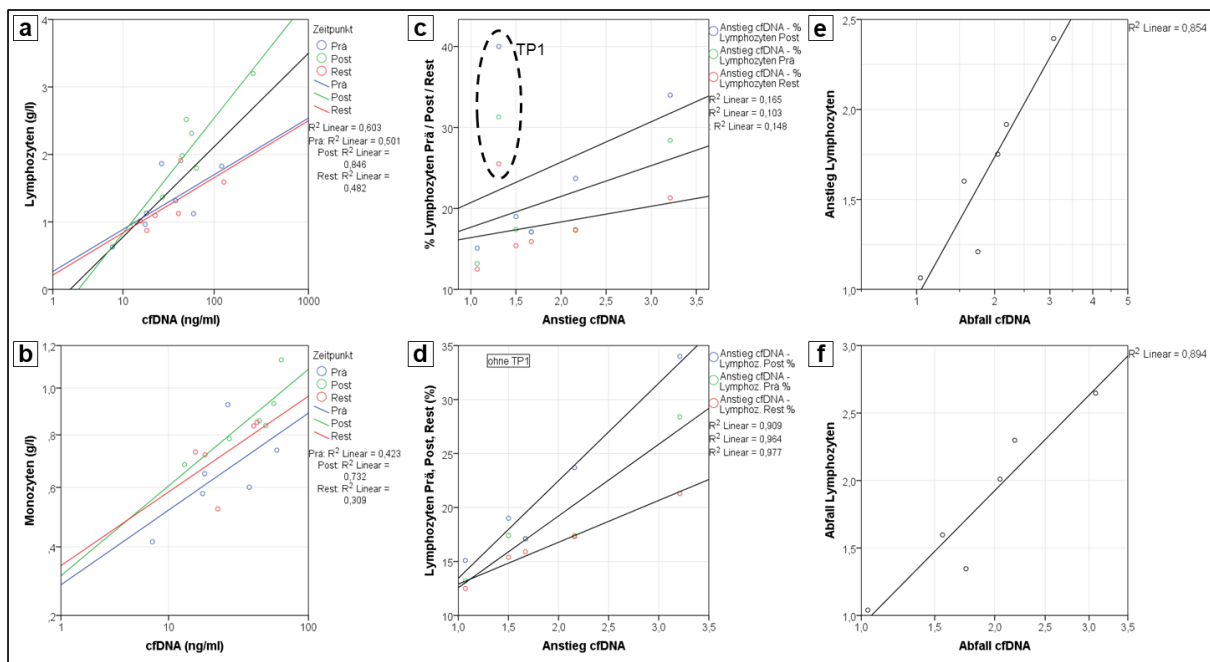 a
Lymphozyten (g/l)
4
3
2
1
0
1
10
100
1000
cfDNA (ng/ml)
Zeitpunkt
Prä
Post
Rest
Prä
Post
Rest
R² Linear = 0,603
Prä: R² Linear = 0,501
Post: R² Linear =
0,846
Rest: R² Linear =
0,482
b
Monozyten (g/l)
1,2
1,0
,8
,6
,4
,2
1
10
100
cfDNA (ng/ml)
Zeitpunkt
Prä
Post
Rest
Prä
Post
Rest
Prä: R² Linear = 0,423
Post: R² Linear =
0,732
Rest: R² Linear =
0,309
c
% Lymphozyten Prä / Post / Rest
40
30
20
10
TP1
1,0
1,5
2,0
2,5
3,0
3,5
Anstieg cfDNA
Anstieg cfDNA - %
Lymphozyten Post
Anstieg cfDNA - %
Lymphozyten Prä
Anstieg cfDNA - %
Lymphozyten Rest
R² Linear = 0,165
R² Linear = 0,103
: R² Linear = 0,148
d
Lymphozyten Prä, Post, Rest (%)
35
30
25
20
15
10
ohne TP1
1,0
1,5
2,0
2,5
3,0
3,5
Anstieg cfDNA
Anstieg cfDNA -
Lymphoz. Post %
Anstieg cfDNA -
Lymphoz. Prä %
Anstieg cfDNA -
Lymphoz. Rest %
R² Linear = 0,909
R² Linear = 0,964
R² Linear = 0,977
e
Anstieg Lymphozyten
2,5
2,0
1,5
1,0
1
2
3
4
5
Abfall cfDNA
R² Linear = 0,854
f
Abfall Lymphozyten
3,0
2,5
2,0
1,5
1,0
1,0
1,5
2,0
2,5
3,0
3,5
Abfall cfDNA
R² Linear = 0,894